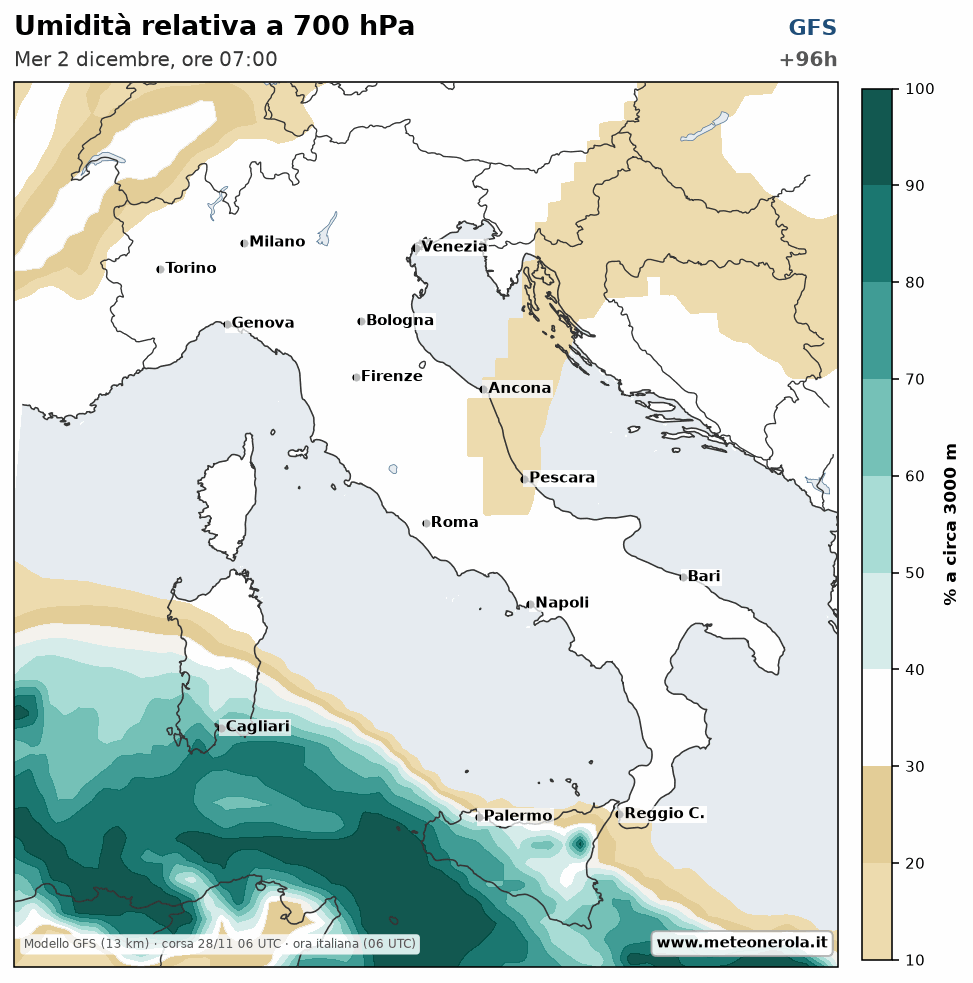 Umidità relativa a 700 hPa
GFS
Mer 2 dicembre, ore 07:00
+96h
100
90
80
70
60
50
40
30
20
10
% a circa 3000 m
Milano
Venezia
Torino
Genova
Bologna
Firenze
Ancona
Pescara
Roma
Bari
Napoli
Cagliari
Palermo
Reggio C.
Modello GFS (13 km) · corsa 28/11 06 UTC · ora italiana (06 UTC)
www.meteonerola.it